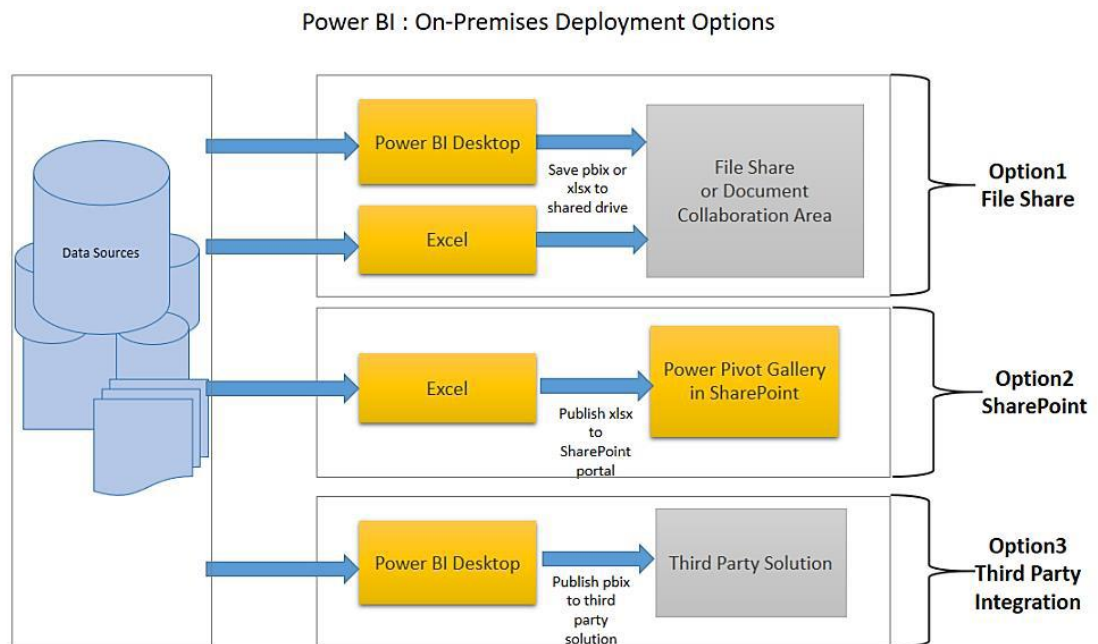 Power BI : On-Premises Deployment Options
Data Sources
Power BI Desktop
Save pbix or
xlsx to
shared drive
Excel
File Share
or Document
Collaboration Area
Option1
File Share
Excel
Publish xlsx
to
SharePoint
portal
Power Pivot Gallery
in SharePoint
Option2
SharePoint
Power BI Desktop
Publish pbix
to third
party
solution
Third Party Solution
Option3
Third Party
Integration